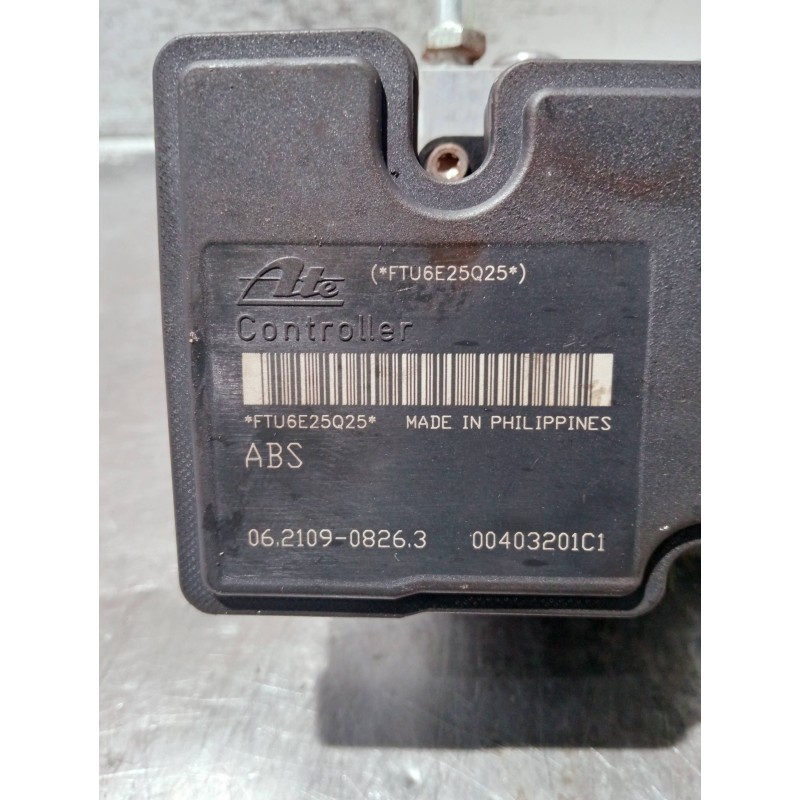 Ate (*FTU6E25Q25*)
Controller
*FTU6E25Q25* MADE IN PHILIPPINES
ABS
06.2109-0826.3 00403201C1